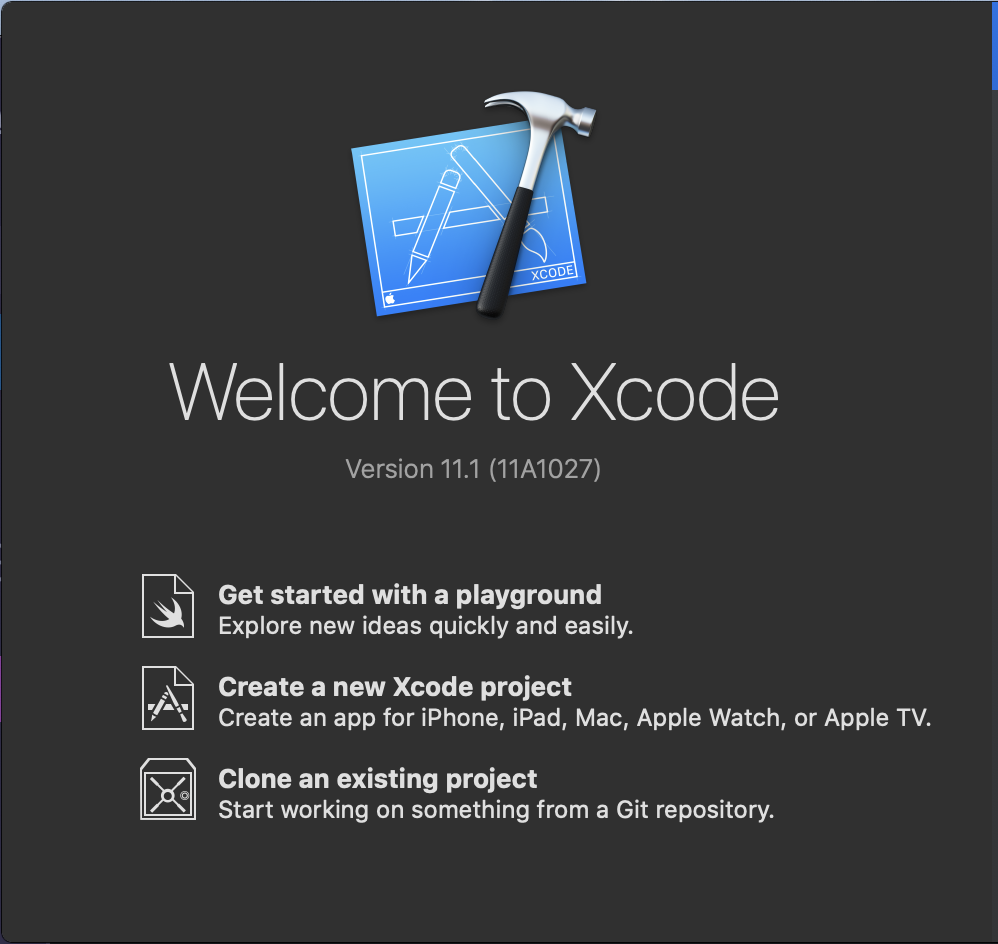 XCODE
Welcome to Xcode
Version 11.1 (11A1027)
Get started with a playground
Explore new ideas quickly and easily.
Create a new Xcode project
Create an app for iPhone, iPad, Mac, Apple Watch, or Apple TV.
Clone an existing project
Start working on something from a Git repository.